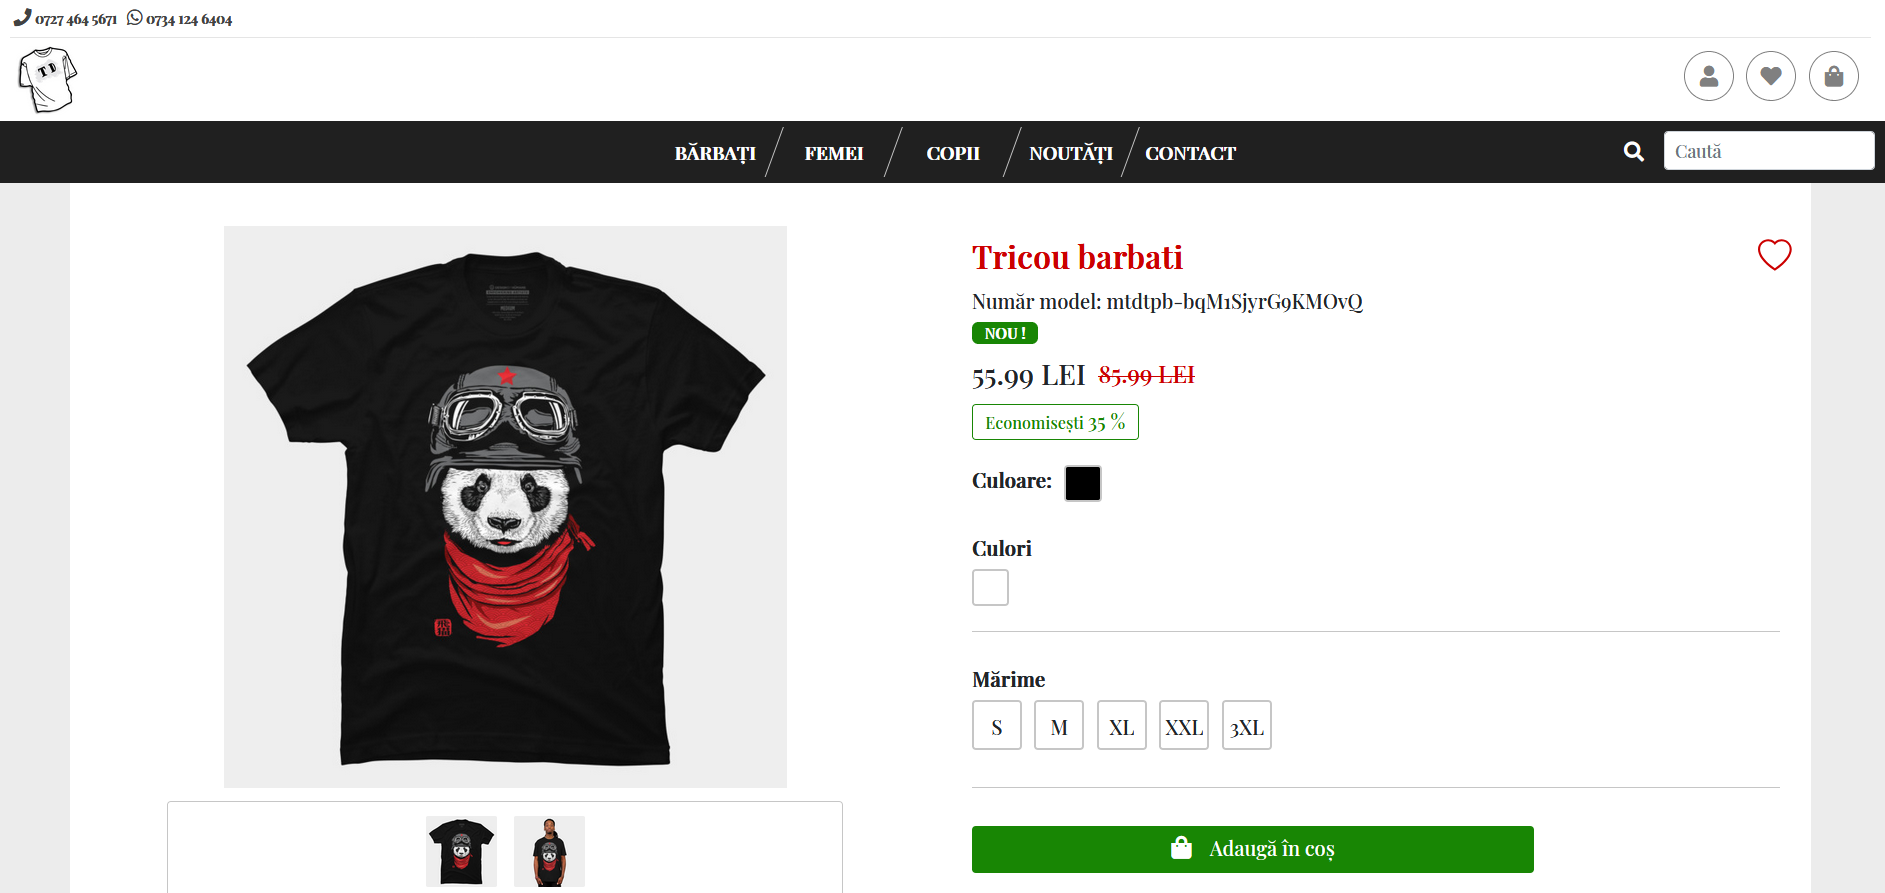 0727 464 5671 0734 124 6404
T D
BĂRBAȚI FEMEI COPII NOUTĂȚI CONTACT Caută
Tricou barbati
Număr model: mtdtpb-bqM1SjyrG9KMOvQ
NOU !
55.99 LEI 85.99 LEI
Economisești 35 %
Culoare:
Culori
Mărime
S M XL XXL 3XL
Adaugă în coș